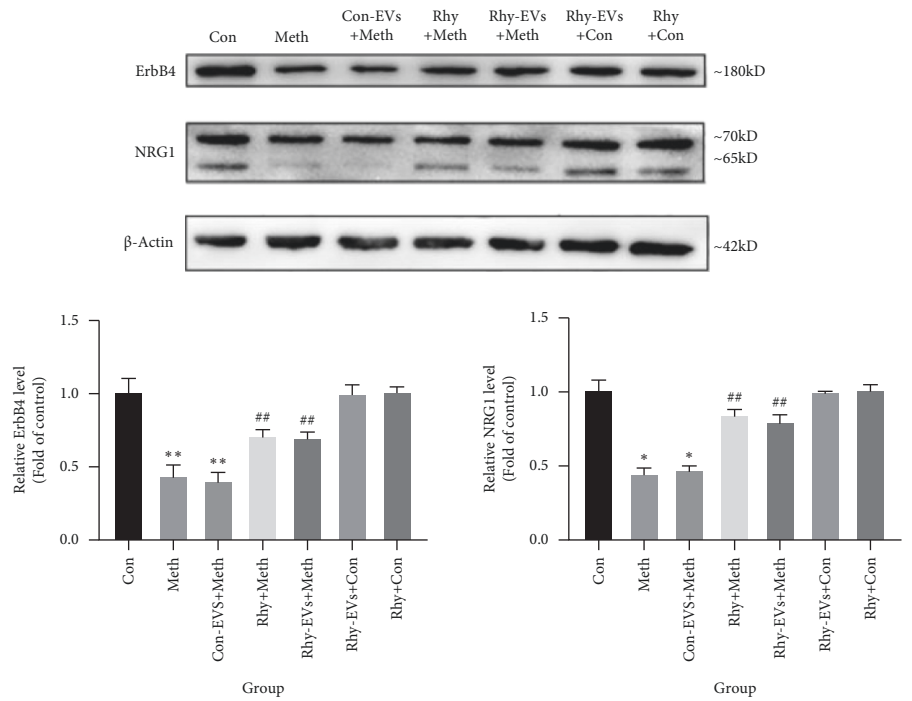 Con
Meth
Con-EVs
+Meth
Rhy
+Meth
Rhy-EVs
+Meth
Rhy-EVs
+Con
Rhy
+Con
ErbB4
~180kD
NRG1
~70kD
~65kD
β-Actin
~42kD
Relative ErbB4 level
(Fold of control)
1.5
1.0
0.5
0.0
**
**
##
##
Con
Meth
Con-EVS+Meth
Rhy+Meth
Rhy-EVs+Meth
Rhy-EVs+Con
Rhy+Con
Group
Relative NRG1 level
(Fold of control)
1.5
1.0
0.5
0.0
*
*
##
##
Con
Meth
Con-EVS+Meth
Rhy+Meth
Rhy-EVs+Meth
Rhy-EVs+Con
Rhy+Con
Group